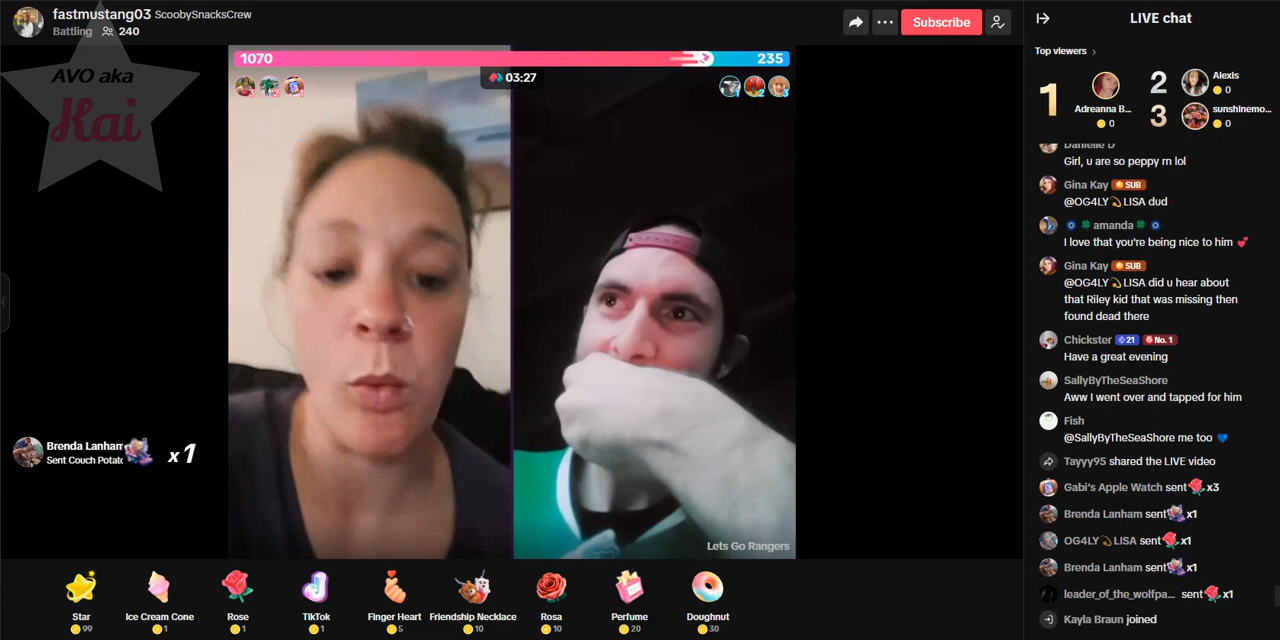 fastmustang03 ScoobySnacksCrew
Battling 240
Subscribe
AVO aka
Kai
1070
235
03:27
Lets Go Rangers
Brenda Lanham
Sent Couch Potato
x1
Star
99
Ice Cream Cone
1
Rose
1
TikTok
1
Finger Heart
5
Friendship Necklace
10
Rosa
10
Perfume
20
Doughnut
30
LIVE chat
Top viewers
1
Adreanna B...
0
2
Alexis
0
3
sunshinemo...
0
Danielle D
Girl, u are so peppy rn lol
Gina Kay SUB
@OG4LY💫LISA dud
🧿🍀amanda🍀🧿
I love that you're being nice to him 💕
Gina Kay SUB
@OG4LY💫LISA did u hear about
that Riley kid that was missing then
found dead there
Chickster 21 No. 1
Have a great evening
SallyByTheSeaShore
Aww I went over and tapped for him
Fish
@SallyByTheSeaShore me too 💙
Tayyy95 shared the LIVE video
Gabi's Apple Watch sent x3
Brenda Lanham sent x1
OG4LY💫LISA sent x1
Brenda Lanham sent x1
leader_of_the_wolfpa... sent x1
Kayla Braun joined